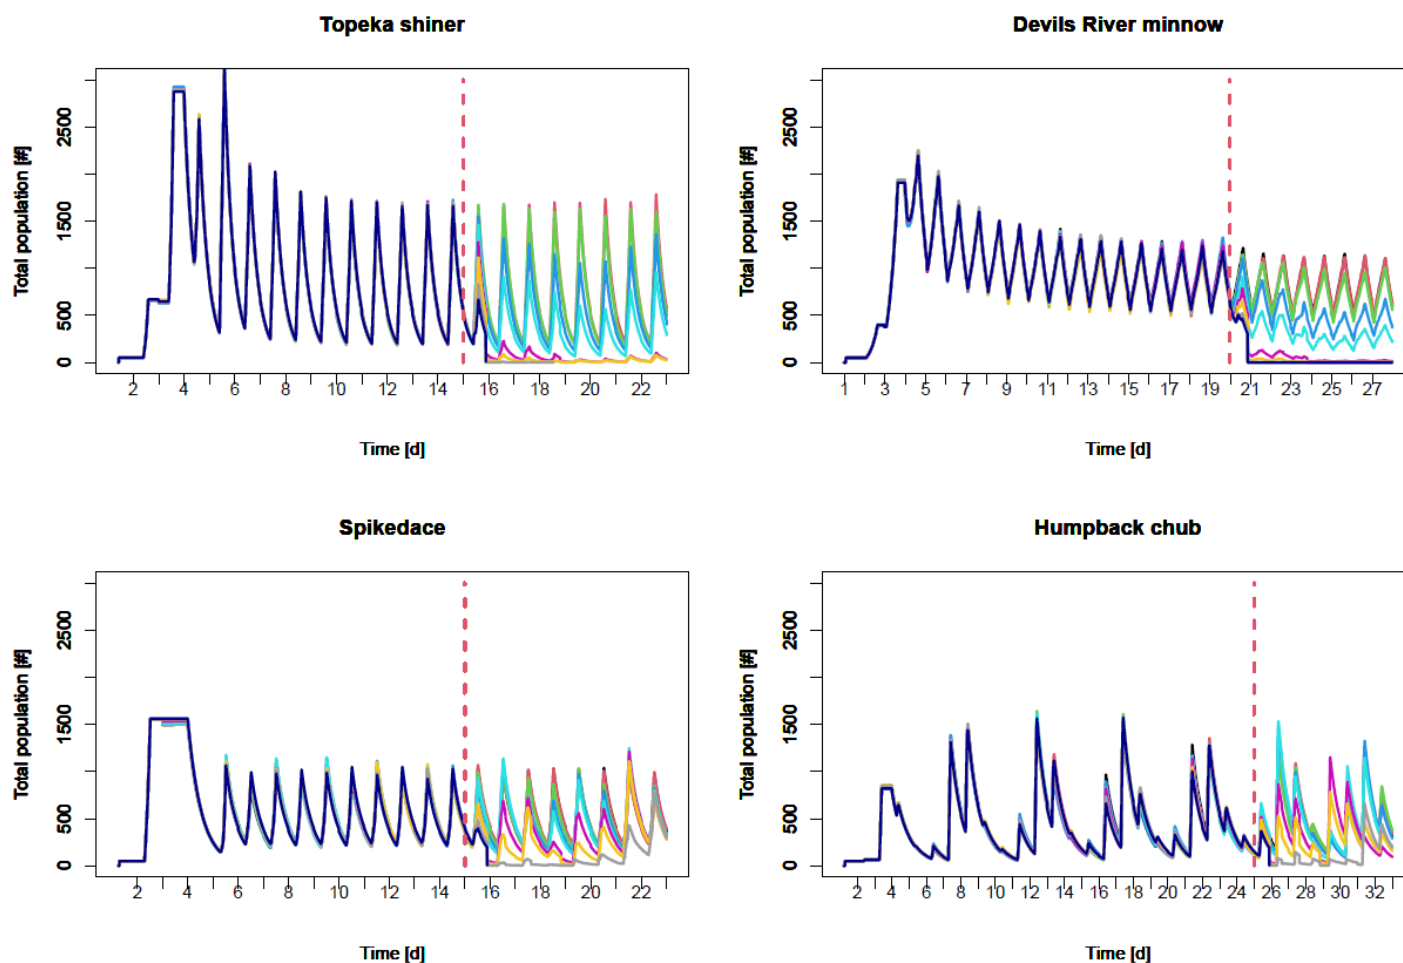 Topeka shiner
Devils River minnow
Total population [#]
0 500 1500 2500
2 4 6 8 10 12 14 16 18 20 22
Time [d]
Total population [#]
0 500 1500 2500
1 3 5 7 9 11 13 15 17 19 21 23 25 27
Time [d]
Spikedace
Humpback chub
Total population [#]
0 500 1500 2500
2 4 6 8 10 12 14 16 18 20 22
Time [d]
Total population [#]
0 500 1500 2500
2 4 6 8 10 12 14 16 18 20 22 24 26 28 30 32
Time [d]